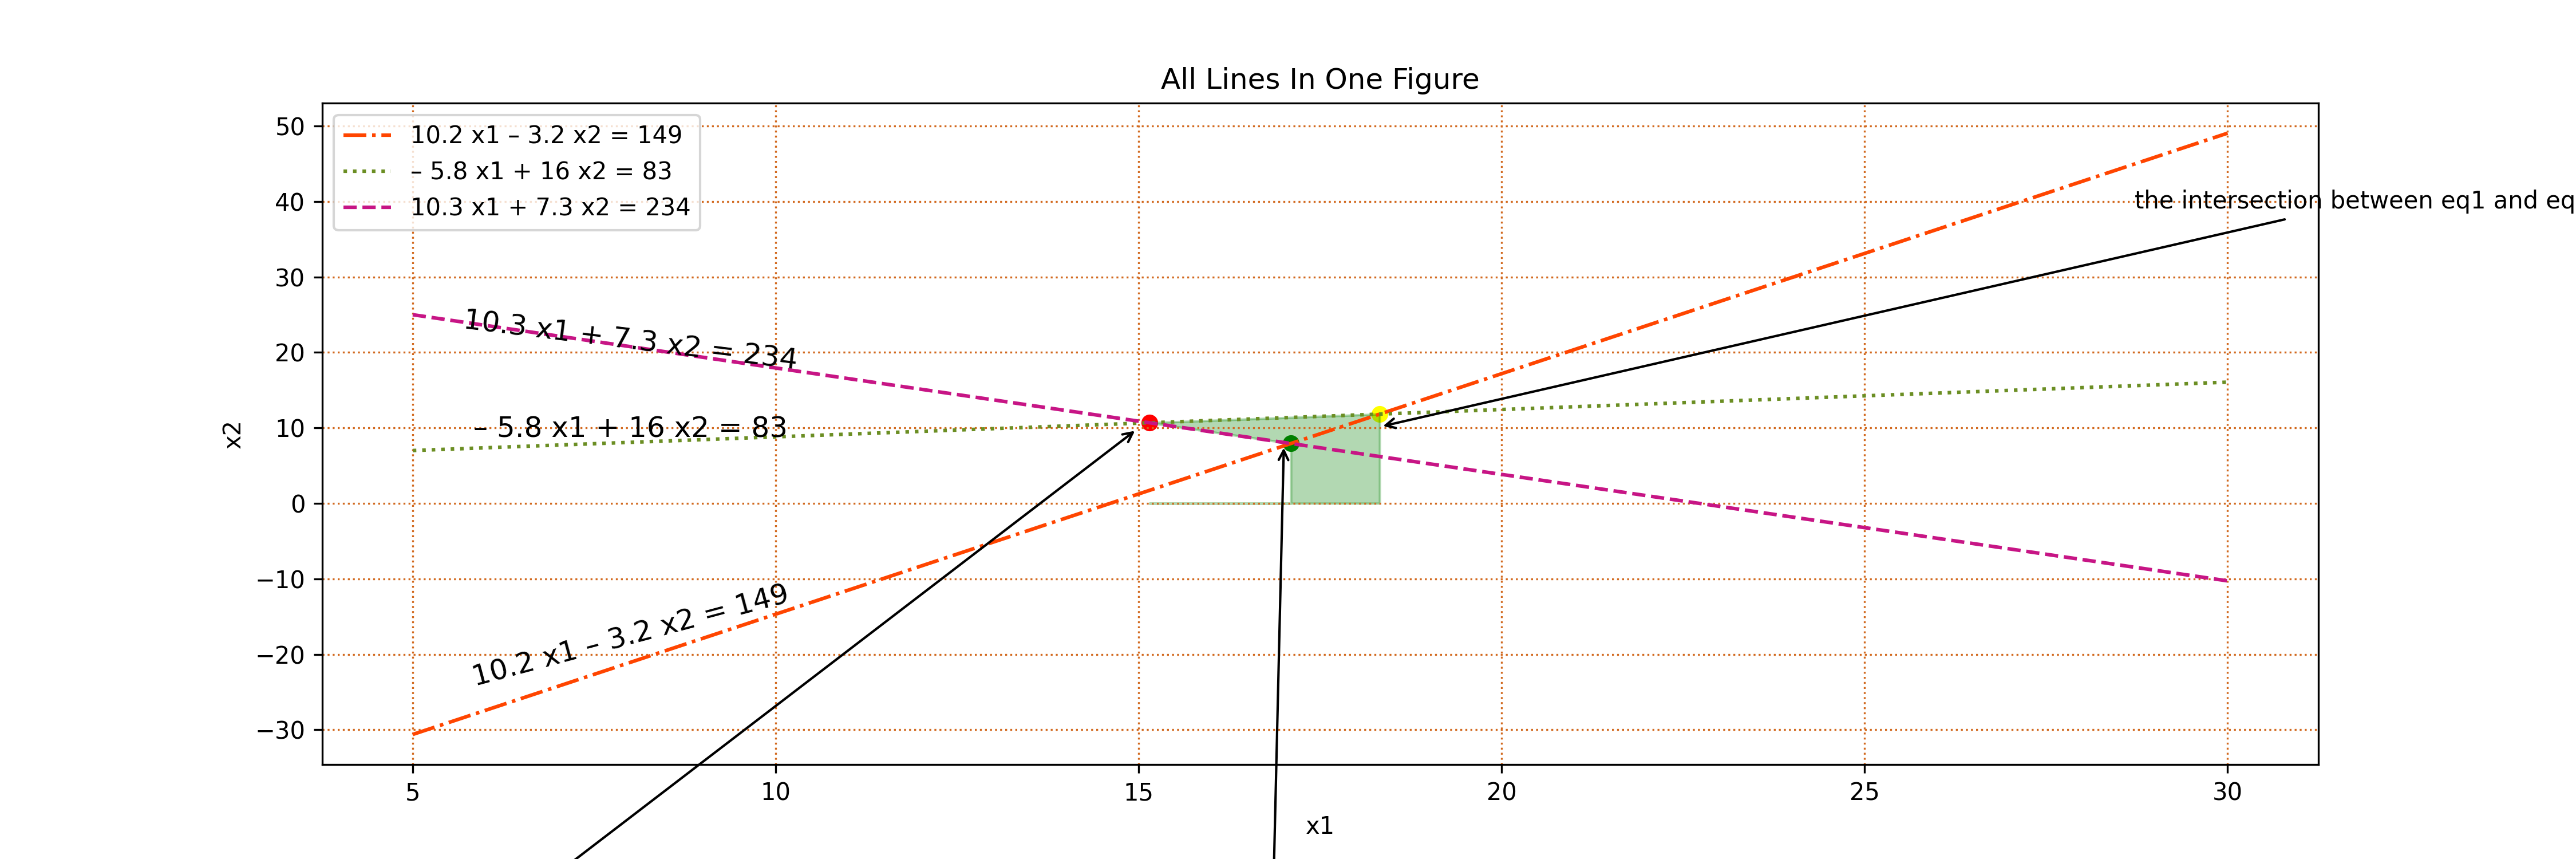 All Lines In One Figure
10.2 x1 – 3.2 x2 = 149
– 5.8 x1 + 16 x2 = 83
10.3 x1 + 7.3 x2 = 234
the intersection between eq1 and eq
10.3 x1 + 7.3 x2 = 234
– 5.8 x1 + 16 x2 = 83
10.2 x1 – 3.2 x2 = 149
x2
50
40
30
20
10
0
−10
−20
−30
5 10 15 20 25 30
x1